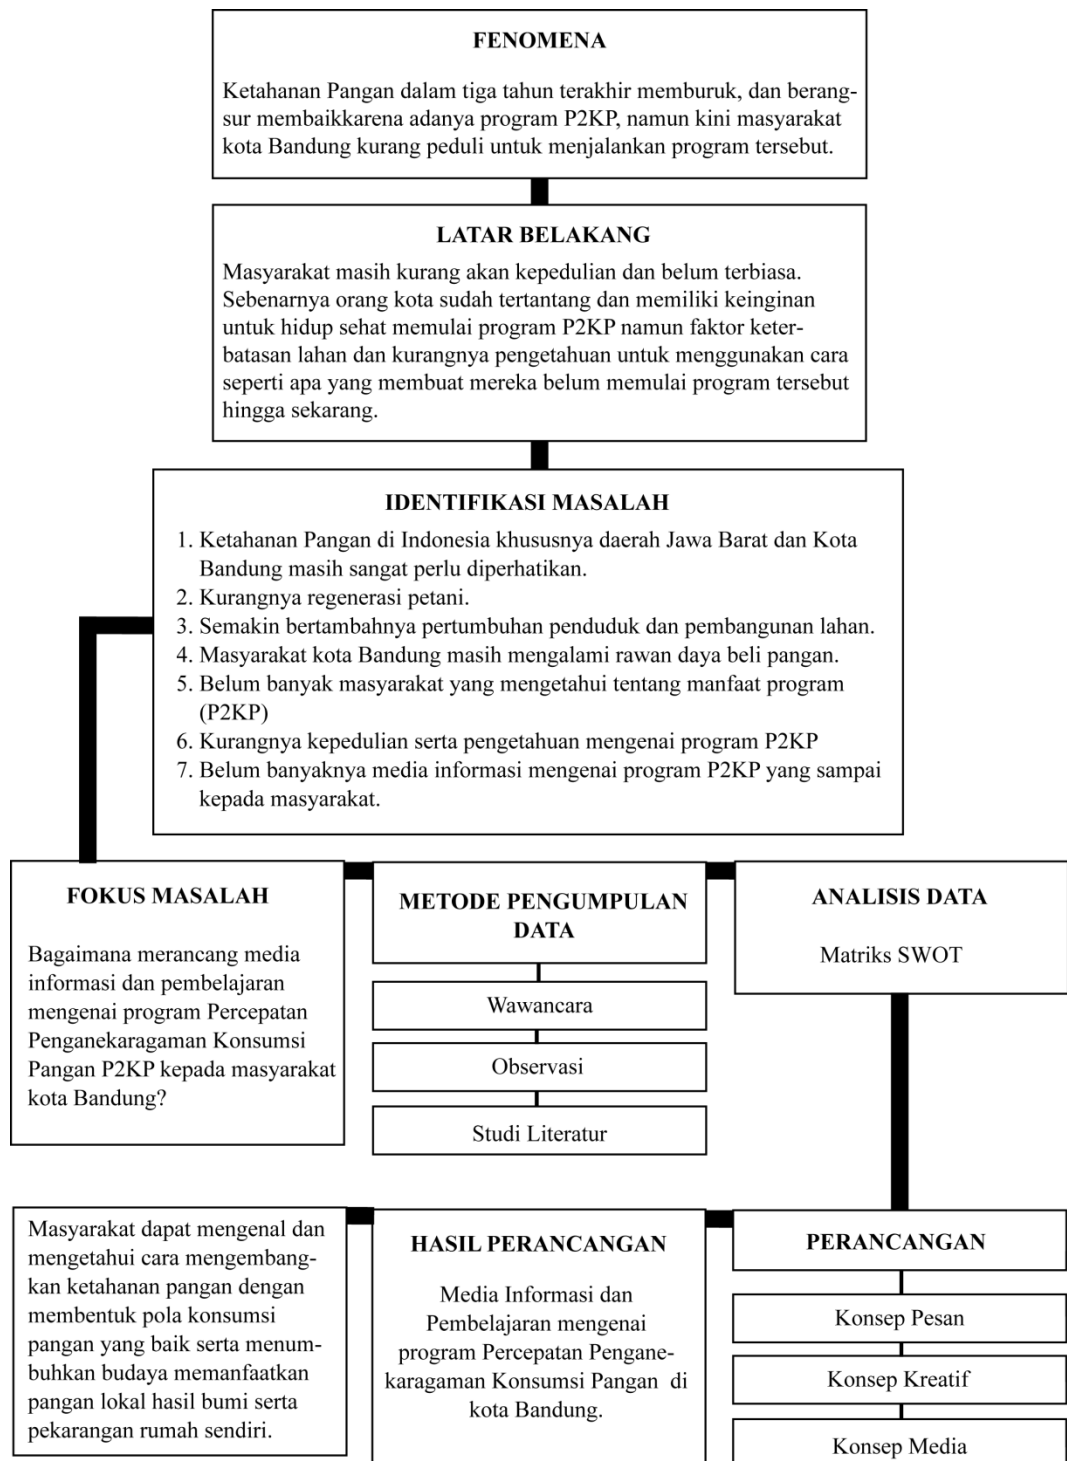 FENOMENA
Ketahanan Pangan dalam tiga tahun terakhir memburuk, dan berang-
sur membaikkarena adanya program P2KP, namun kini masyarakat
kota Bandung kurang peduli untuk menjalankan program tersebut.
LATAR BELAKANG
Masyarakat masih kurang akan kepedulian dan belum terbiasa.
Sebenarnya orang kota sudah tertantang dan memiliki keinginan
untuk hidup sehat memulai program P2KP namun faktor keter-
batasan lahan dan kurangnya pengetahuan untuk menggunakan cara
seperti apa yang membuat mereka belum memulai program tersebut
hingga sekarang.
IDENTIFIKASI MASALAH
1. Ketahanan Pangan di Indonesia khususnya daerah Jawa Barat dan Kota
Bandung masih sangat perlu diperhatikan.
2. Kurangnya regenerasi petani.
3. Semakin bertambahnya pertumbuhan penduduk dan pembangunan lahan.
4. Masyarakat kota Bandung masih mengalami rawan daya beli pangan.
5. Belum banyak masyarakat yang mengetahui tentang manfaat program
(P2KP)
6. Kurangnya kepedulian serta pengetahuan mengenai program P2KP
7. Belum banyaknya media informasi mengenai program P2KP yang sampai
kepada masyarakat.
FOKUS MASALAH
Bagaimana merancang media
informasi dan pembelajaran
mengenai program Percepatan
Penganekaragaman Konsumsi
Pangan P2KP kepada masyarakat
kota Bandung?
METODE PENGUMPULAN
DATA
Wawancara
Observasi
Studi Literatur
ANALISIS DATA
Matriks SWOT
PERANCANGAN
Konsep Pesan
Konsep Kreatif
Konsep Media
HASIL PERANCANGAN
Media Informasi dan
Pembelajaran mengenai
program Percepatan Pengane-
karagaman Konsumsi Pangan di
kota Bandung.
Masyarakat dapat mengenal dan
mengetahui cara mengembang-
kan ketahanan pangan dengan
membentuk pola konsumsi
pangan yang baik serta menum-
buhkan budaya memanfaatkan
pangan lokal hasil bumi serta
pekarangan rumah sendiri.